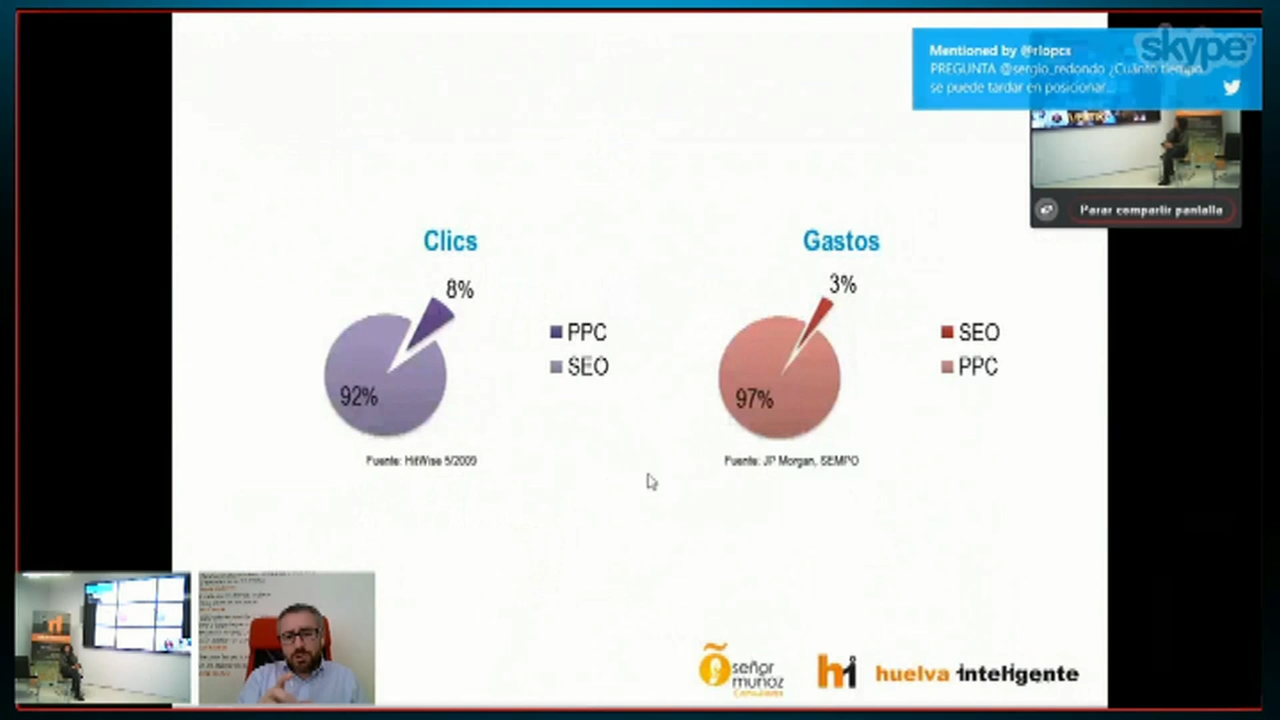 skype
Mentioned by @rlopcx
PREGUNTA @sergio_redondo ¿Cuánto tiempo
se puede tardar en posicionar...
Parar compartir pantalla
Clics
8%
92%
PPC
SEO
Fuente: HitWise 5/2009
Gastos
3%
97%
SEO
PPC
Fuente: JP Morgan, SEMPO
señor
muñoz
Consultores
hi
huelva inteligente